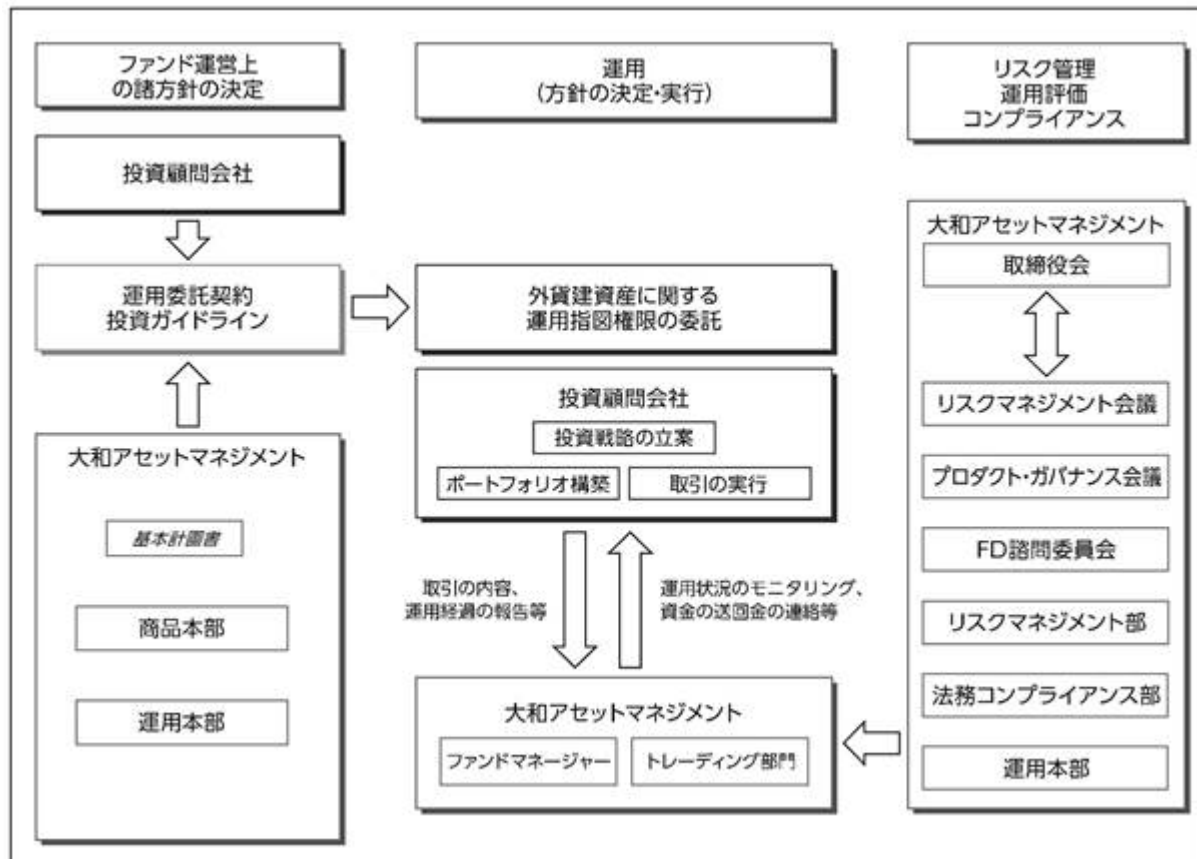 ファンド運営上
の諸方針の決定
運用
(方針の決定・実行)
リスク管理
運用評価
コンプライアンス
投資顧問会社
運用委託契約
投資ガイドライン
外貨建資産に関する
運用指図権限の委託
大和アセットマネジメント
基本計画書
商品本部
運用本部
投資顧問会社
投資戦略の立案
ポートフォリオ構築
取引の実行
取引の内容、
運用経過の報告等
運用状況のモニタリング、
資金の送回金の連絡等
大和アセットマネジメント
ファンドマネージャー
トレーディング部門
大和アセットマネジメント
取締役会
リスクマネジメント会議
プロダクト・ガバナンス会議
FD諮問委員会
リスクマネジメント部
法務コンプライアンス部
運用本部